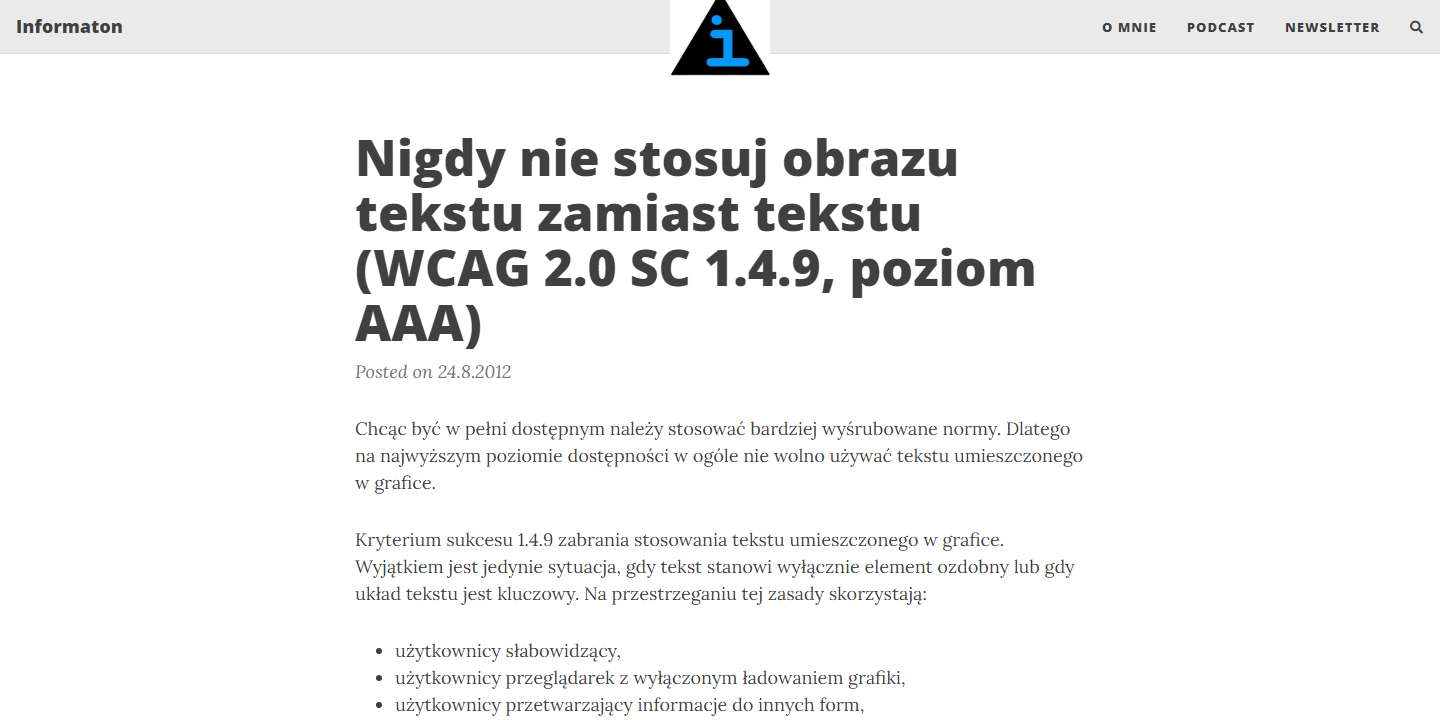 Informaton
i
O MNIE PODCAST NEWSLETTER
Nigdy nie stosuj obrazu
tekstu zamiast tekstu
(WCAG 2.0 SC 1.4.9, poziom
AAA)
Posted on 24.8.2012
Chcąc być w pełni dostępnym należy stosować bardziej wyśrubowane normy. Dlatego
na najwyższym poziomie dostępności w ogóle nie wolno używać tekstu umieszczonego
w grafice.
Kryterium sukcesu 1.4.9 zabrania stosowania tekstu umieszczonego w grafice.
Wyjątkiem jest jedynie sytuacja, gdy tekst stanowi wyłącznie element ozdobny lub gdy
układ tekstu jest kluczowy. Na przestrzeganiu tej zasady skorzystają:
użytkownicy słabowidzący,
użytkownicy przeglądarek z wyłączonym ładowaniem grafiki,
użytkownicy przetwarzający informacje do innych form,